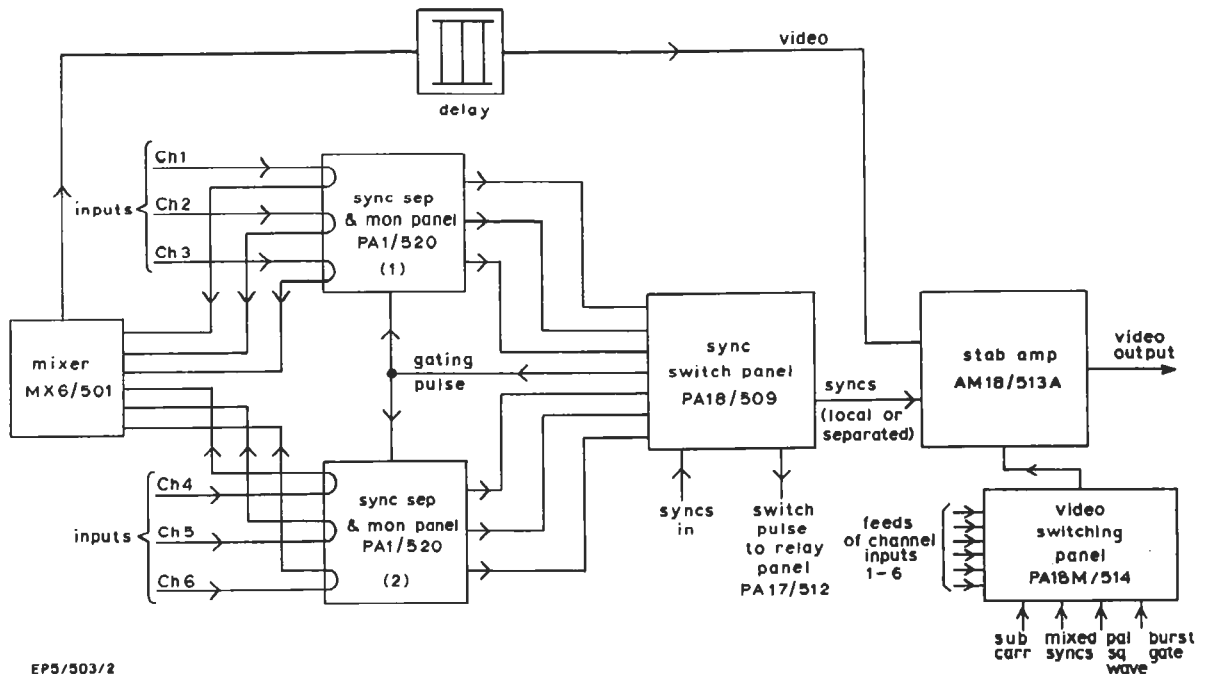 delay
video
inputs
Ch1
Ch2
Ch3
sync sep
& mon panel
PA1/520
(1)
mixer
MX6/501
gating
pulse
sync
switch panel
PA18/509
syncs
(local or
separated)
stab amp
AM18/513A
video
output
inputs
Ch4
Ch5
Ch6
sync sep
& mon panel
PA1/520
(2)
syncs
in
switch
pulse
to relay
panel
PA17/512
feeds
of channel
inputs
1-6
video
switching
panel
PA18M/514
sub
carr
mixed
syncs
pal
sq
wave
burst
gate
EP5/503/2